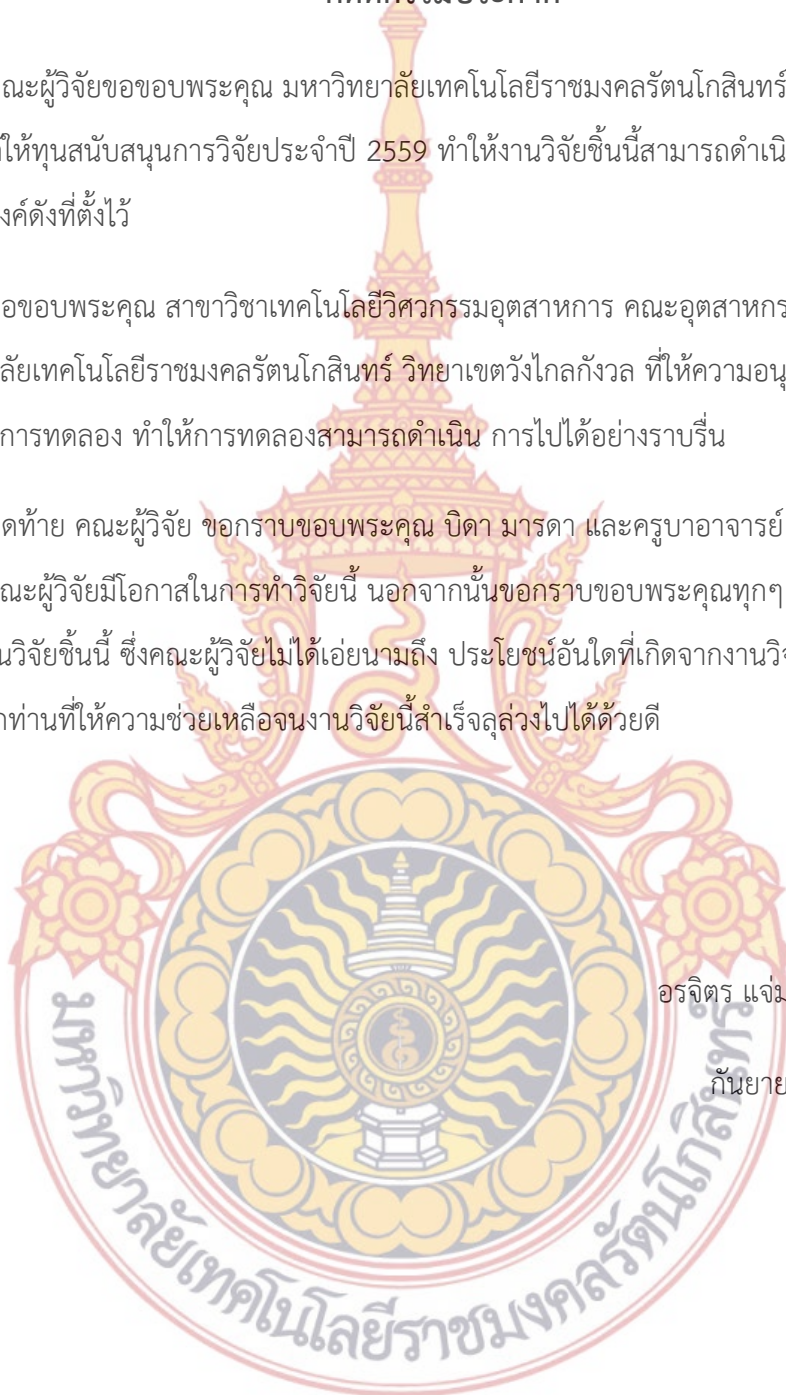 ณะผู้วิจัยขอขอบพระคุณ มหาวิทยาลัยเทคโนโลยีราชมงคลรัตนโกสินทร์
ให้ทุนสนับสนุนการวิจัยประจำปี 2559 ทำให้งานวิจัยชิ้นนี้สามารถดำเนิ
งค์ดังที่ตั้งไว้
อขอบพระคุณ สาขาวิชาเทคโนโลยีวิศวกรรมอุตสาหการ คณะอุตสาหกร
ลัยเทคโนโลยีราชมงคลรัตนโกสินทร์ วิทยาเขตวังไกลกังวล ที่ให้ความอนุ
การทดลอง ทำให้การทดลองสามารถดำเนิน การไปได้อย่างราบรื่น
ดท้าย คณะผู้วิจัย ขอกราบขอบพระคุณ บิดา มารดา และครูบาอาจารย์
ณะผู้วิจัยมีโอกาสในการทำวิจัยนี้ นอกจากนั้นขอกราบขอบพระคุณทุกๆ
นวิจัยชิ้นนี้ ซึ่งคณะผู้วิจัยไม่ได้เอ่ยนามถึง ประโยชน์อันใดที่เกิดจากงานวิจ
ท่านที่ให้ความช่วยเหลือจนงานวิจัยนี้สำเร็จลุล่วงไปได้ด้วยดี
อรจิตร แจ่ม
กันยาย
มหาวิทยาลัยเทคโนโลยีราชมงคลรัตนโกสินทร์